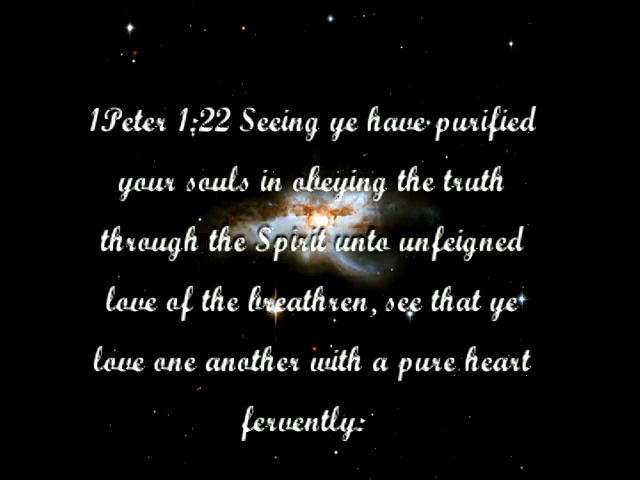 1Peter 1:22 Seeing ye have purified
your souls in obeying the truth
through the Spirit unto unfeigned
love of the breathren, see that ye
love one another with a pure heart
fervently: